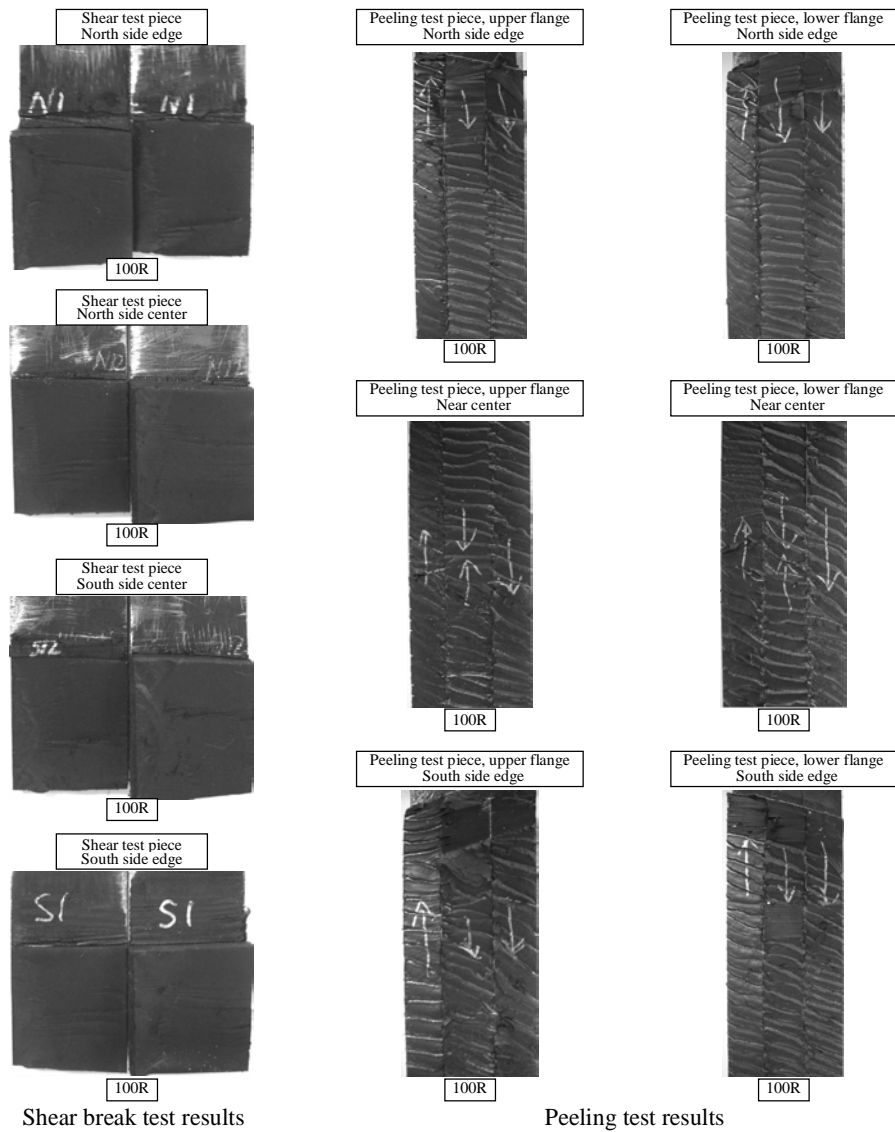 Shear test piece
North side edge
N1
N1
100R
Shear test piece
North side center
N12
N12
100R
Shear test piece
South side center
S12
100R
Shear test piece
South side edge
S1
S1
100R
Shear break test results
Peeling test piece, upper flange
North side edge
100R
Peeling test piece, lower flange
North side edge
100R
Peeling test piece, upper flange
Near center
100R
Peeling test piece, lower flange
Near center
100R
Peeling test piece, upper flange
South side edge
100R
Peeling test piece, lower flange
South side edge
100R
Peeling test results